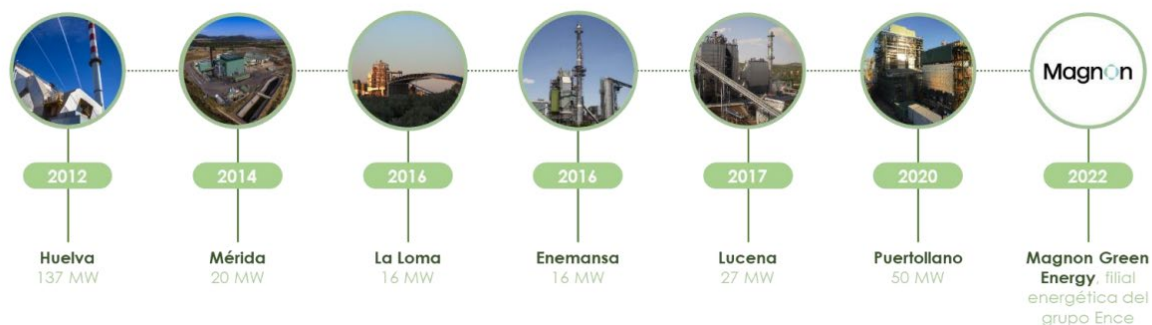 Magnon
2012
2014
2016
2016
2017
2020
2022
Huelva
137 MW
Mérida
20 MW
La Loma
16 MW
Enemansa
16 MW
Lucena
27 MW
Puertollano
50 MW
Magnon Green
Energy, filial
energética del
grupo Ence